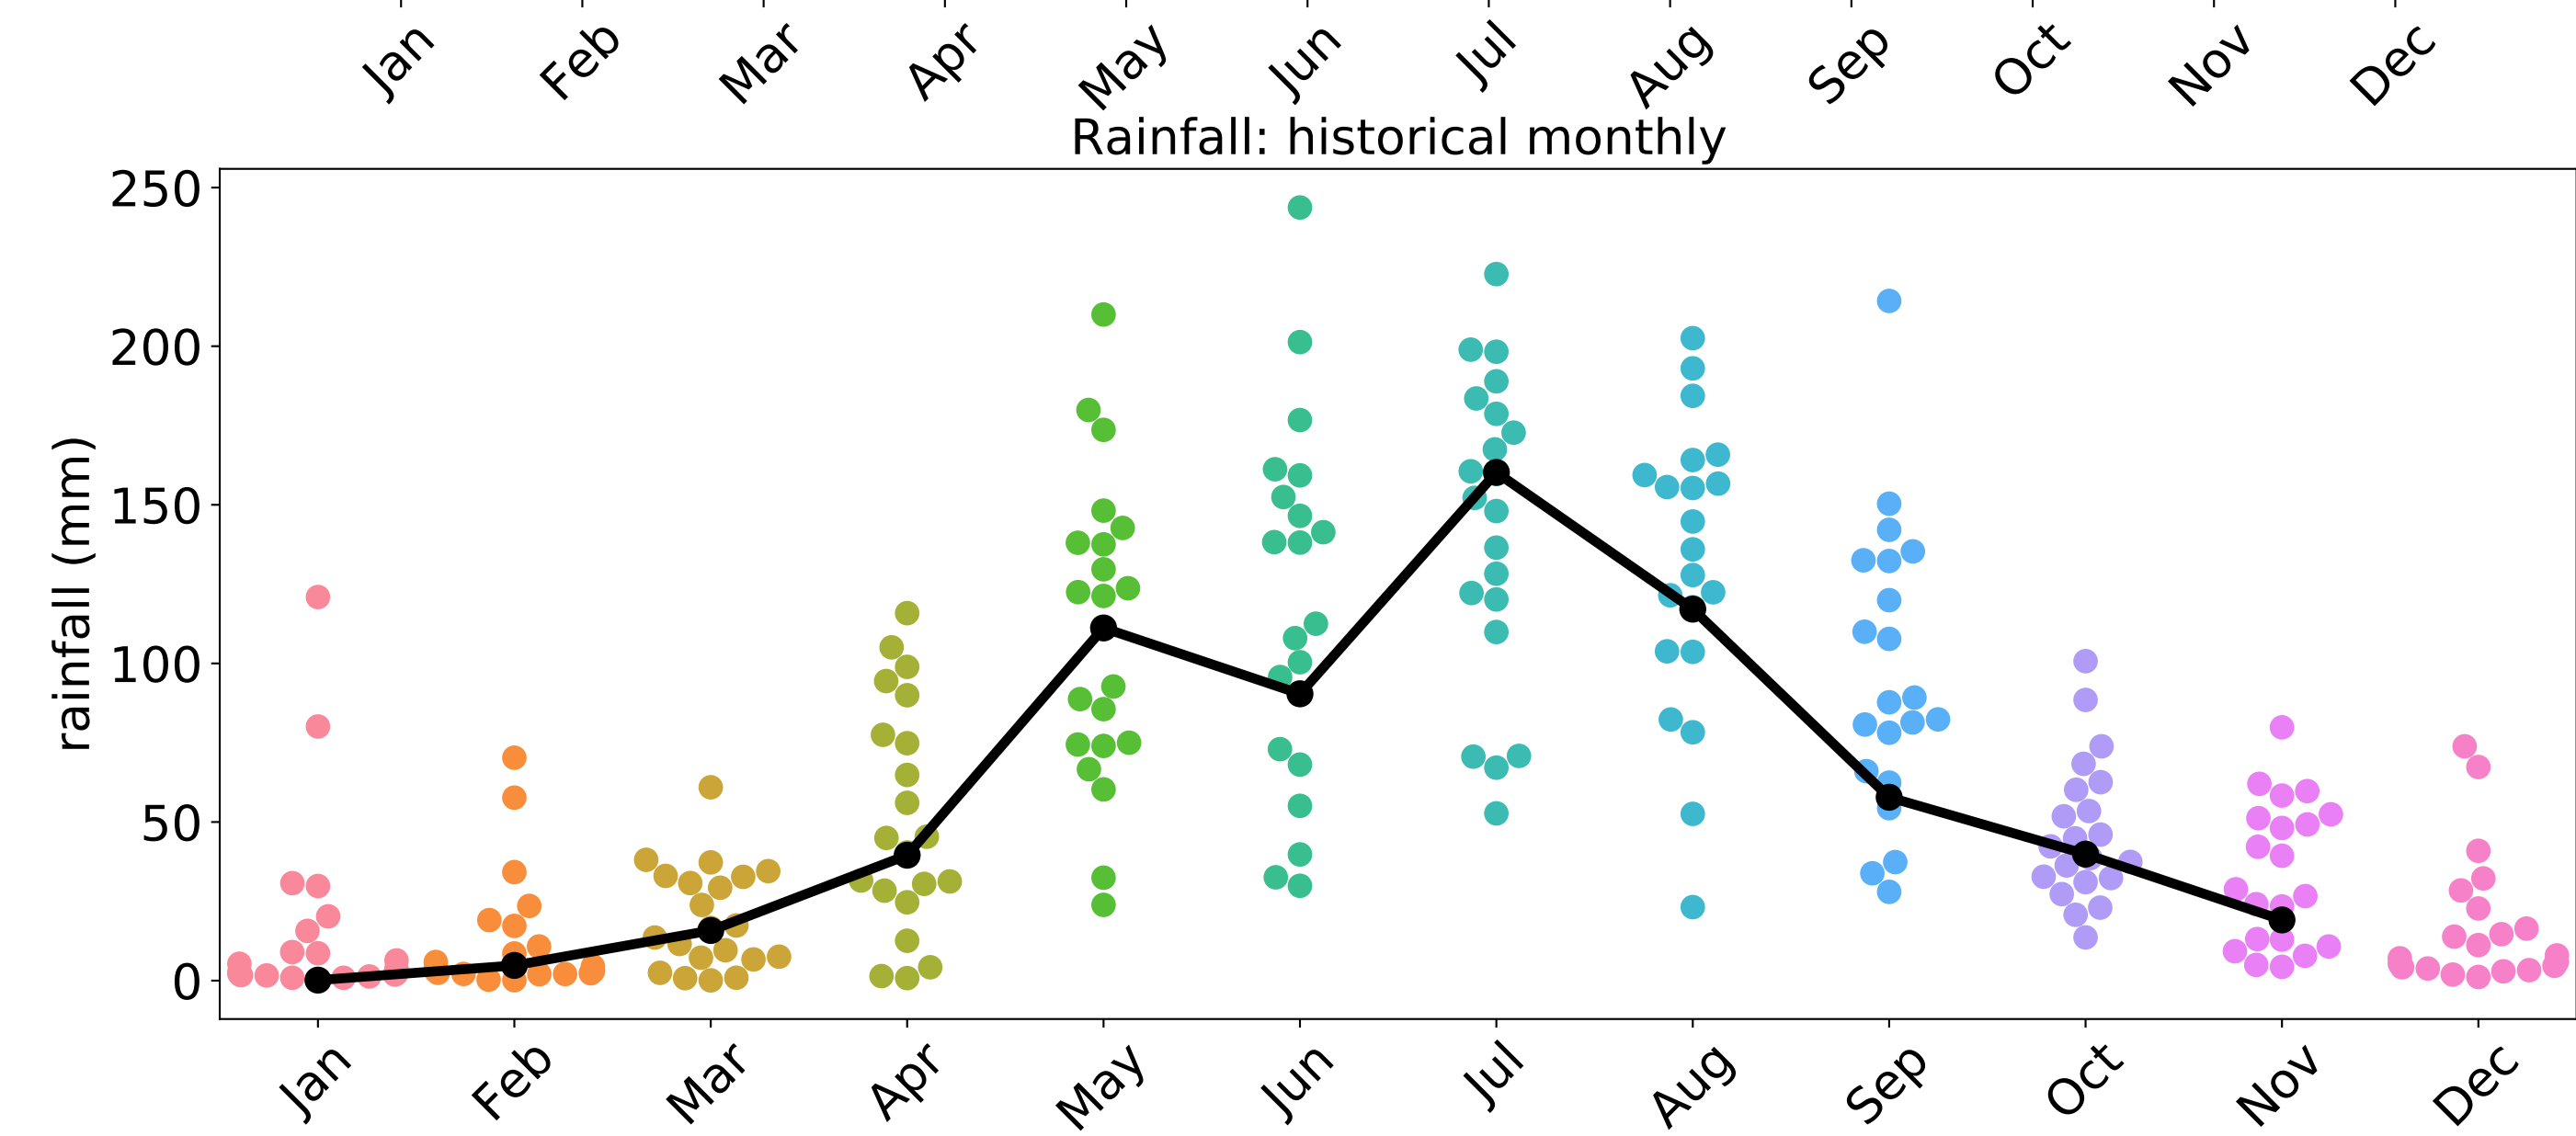 Jan Feb Mar Apr May Jun Jul Aug Sep Oct Nov Dec
Rainfall: historical monthly
250
200
150
100
50
0
rainfall (mm)
Jan Feb Mar Apr May Jun Jul Aug Sep Oct Nov Dec